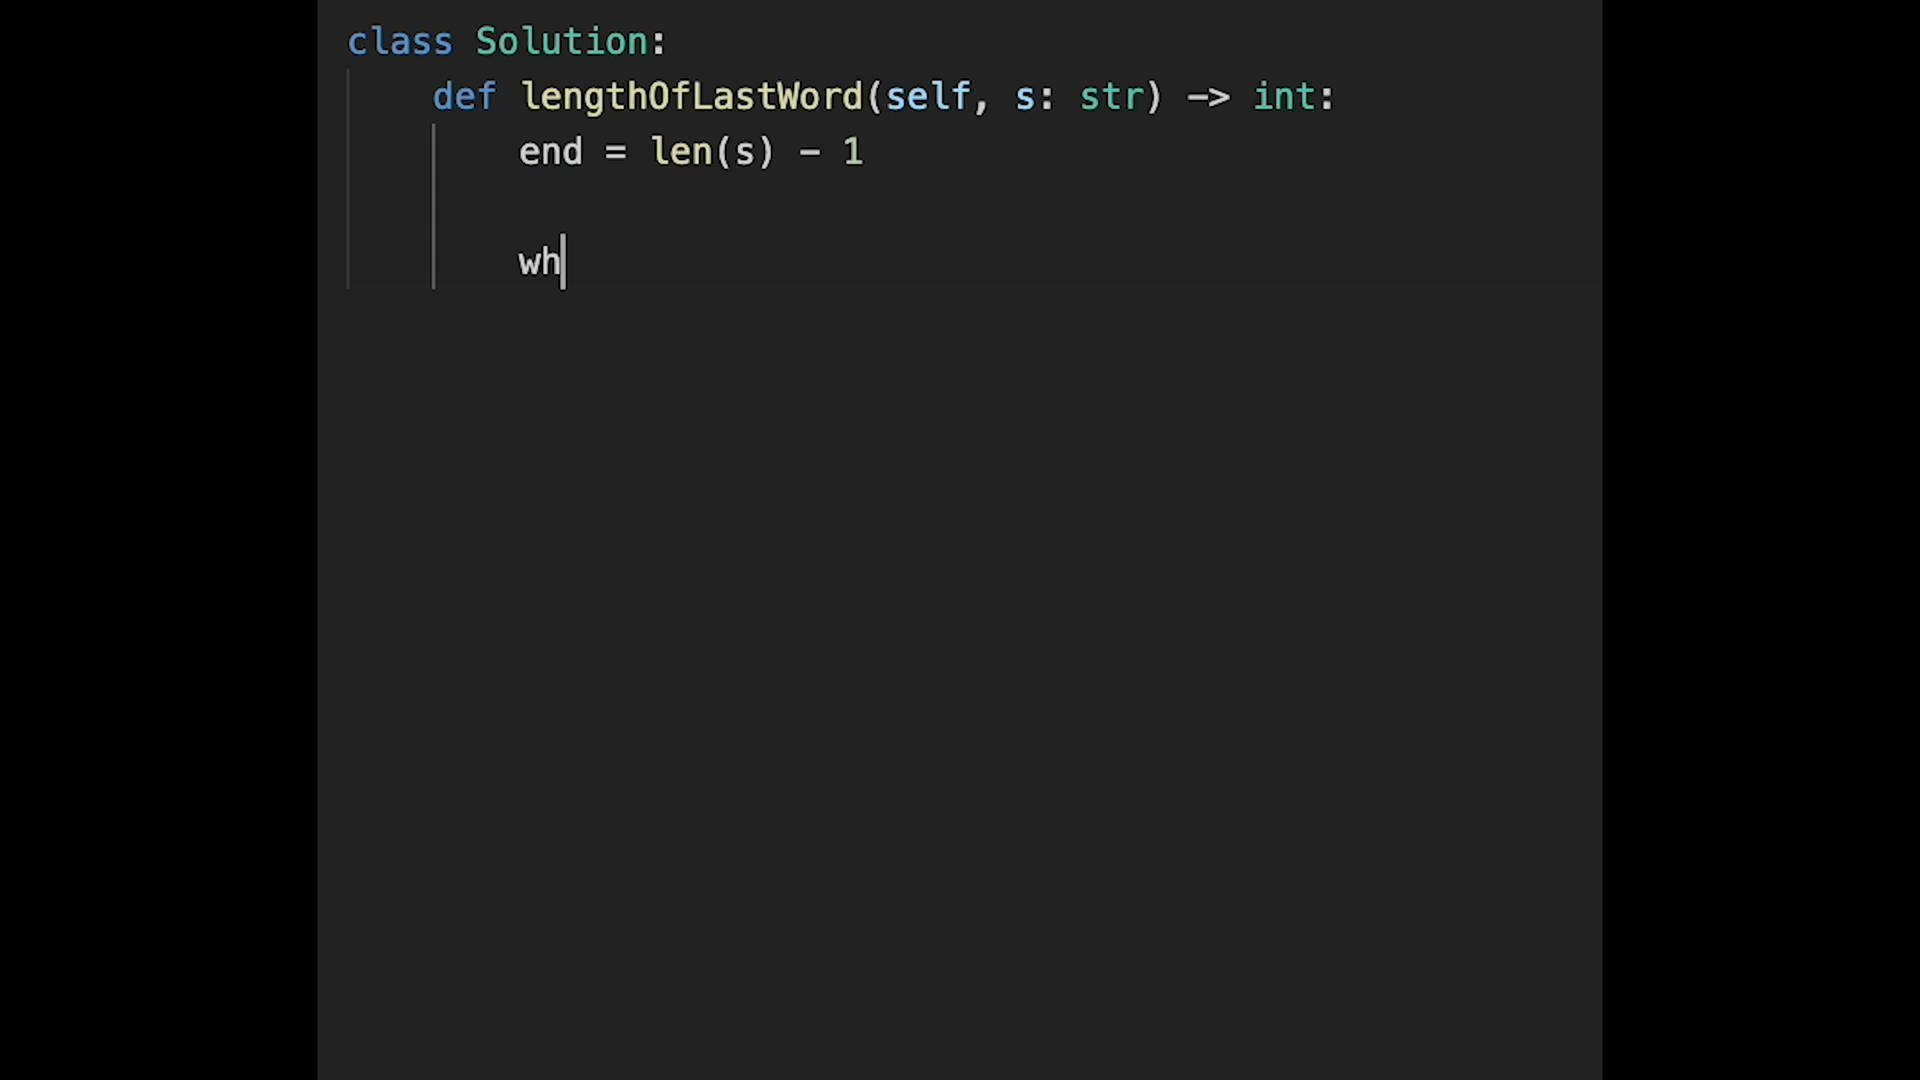 class Solution:
    def lengthOfLastWord(self, s: str) -> int:
        end = len(s) - 1

        wh